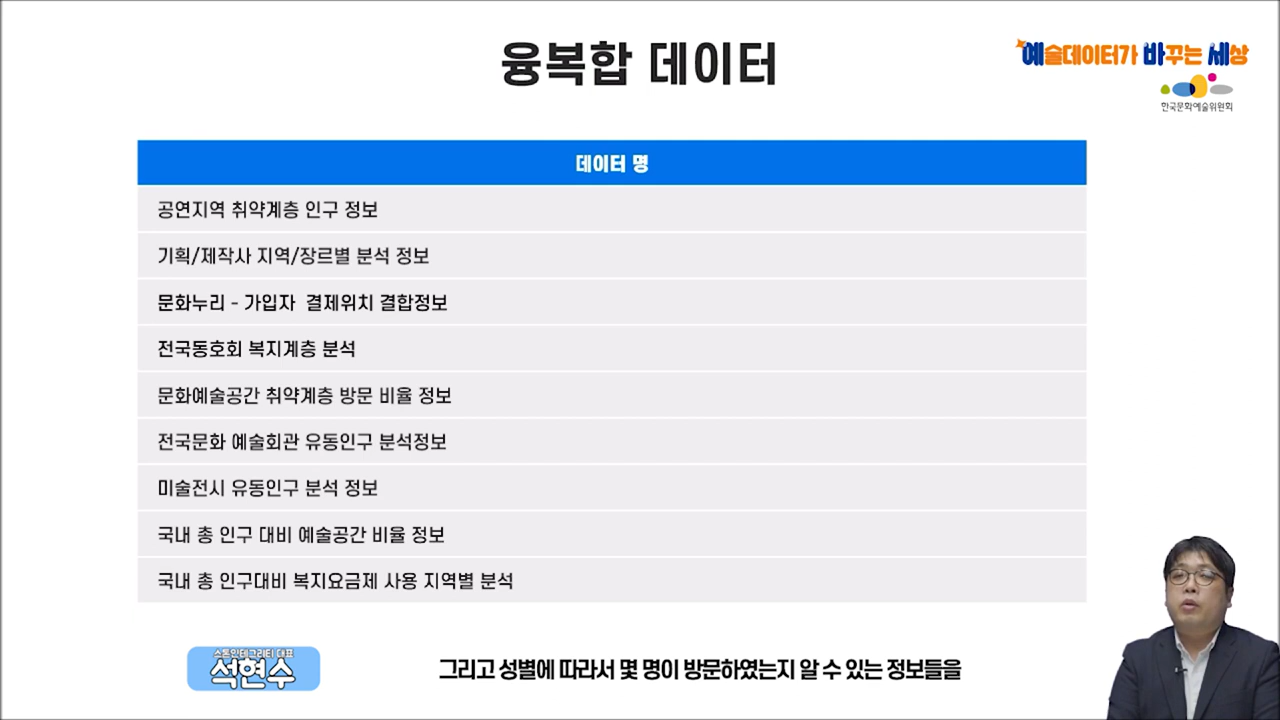 융복합 데이터
예술데이터가 바꾸는 세상
한국문화예술위원회
데이터 명
공연지역 취약계층 인구 정보
기획/제작사 지역/장르별 분석 정보
문화누리 - 가입자 결제위치 결합정보
전국동호회 복지계층 분석
문화예술공간 취약계층 방문 비율 정보
전국문화 예술회관 유동인구 분석정보
미술전시 유동인구 분석 정보
국내 총 인구 대비 예술공간 비율 정보
국내 총 인구대비 복지요금제 사용 지역별 분석
스톤인테그리티 대표
석현수
그리고 성별에 따라서 몇 명이 방문하였는지 알 수 있는 정보들을